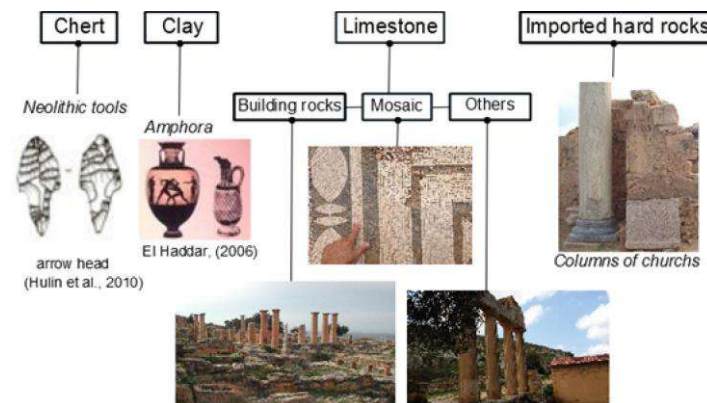 Chert
Clay
Limestone
Imported hard rocks
Neolithic tools
Building rocks
Mosaic
Others
Amphora
El Haddar, (2006)
arrow head
(Hulin et al., 2010)
Columns of churchs